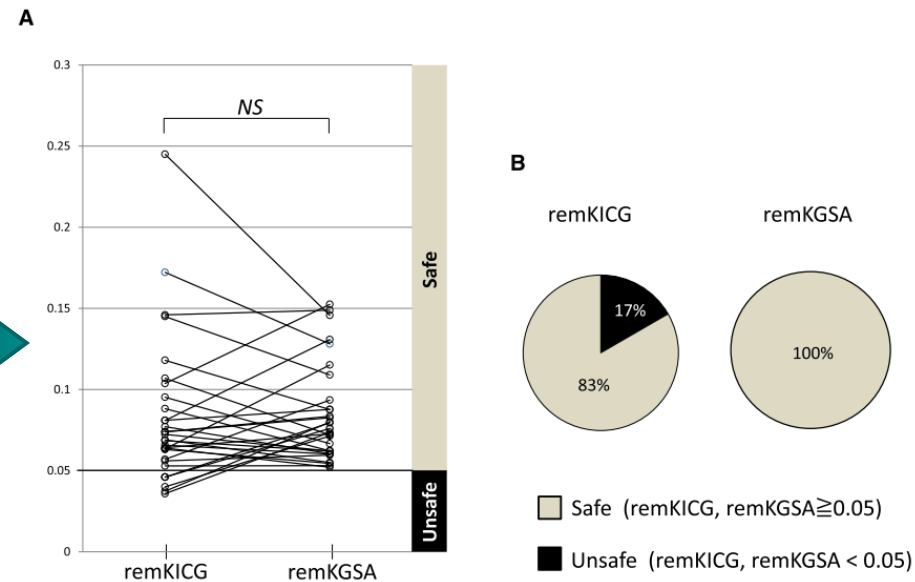 A
0.3
NS
0.25
0.2
0.15
0.1
0.05
0
Safe
Unsafe
remKICG
remKGSA
B
remKICG
remKGSA
17%
83%
100%
Safe (remKICG, remKGSA≧0.05)
Unsafe (remKICG, remKGSA < 0.05)